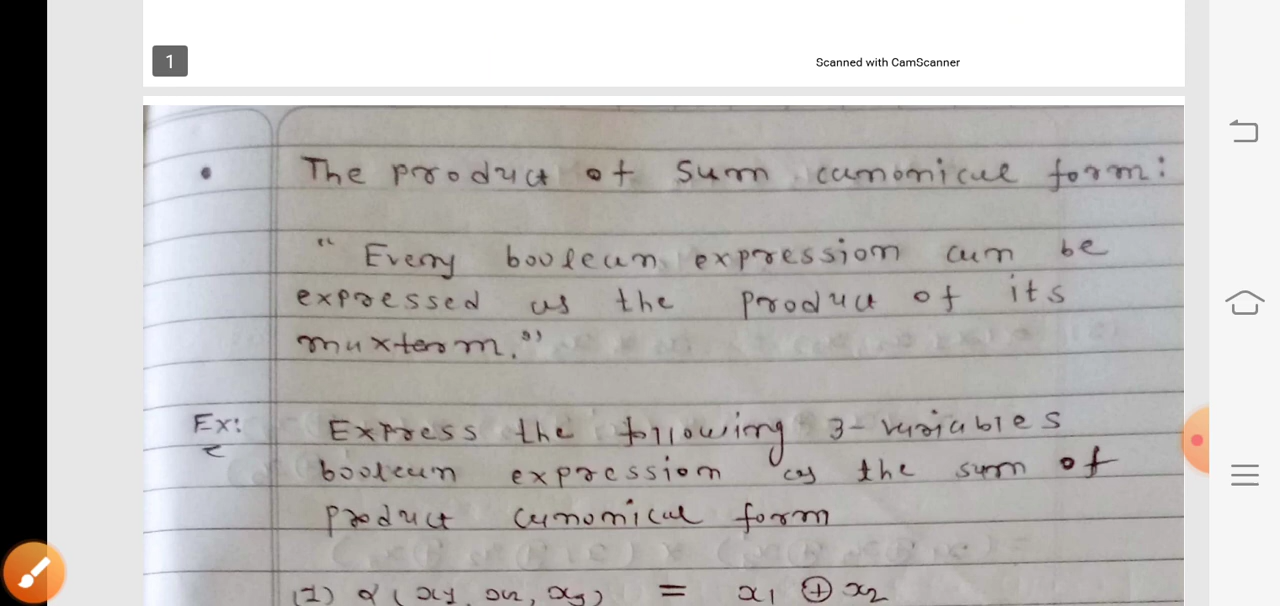 1
Scanned with CamScanner
• The product of sum canonical form:
" Every boolean expression can be
expressed as the product of its
maxterm."
Ex: Express the following 3-variables
boolean expression as the sum of
product canonical form
(1) α(x1, x2, x3) = x1 ⊕ x2